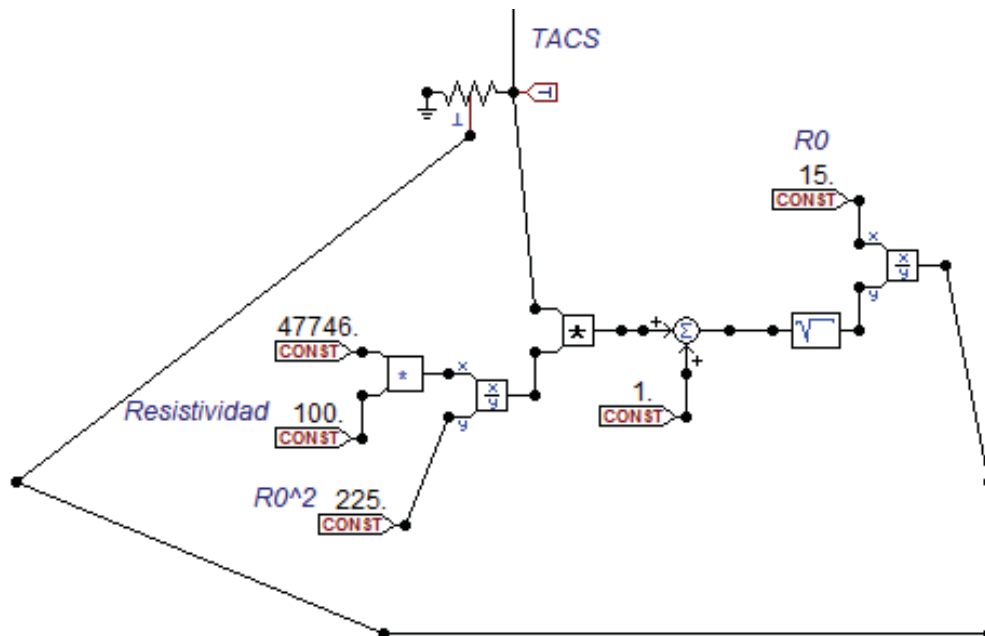 TACS
T
T
R0
15.
CONST
x
x
y
y
47746.
CONST
*
x
x
y
y
*
+
Σ
+
√
Resistividad 100.
CONST
1.
CONST
R0^2 225.
CONST